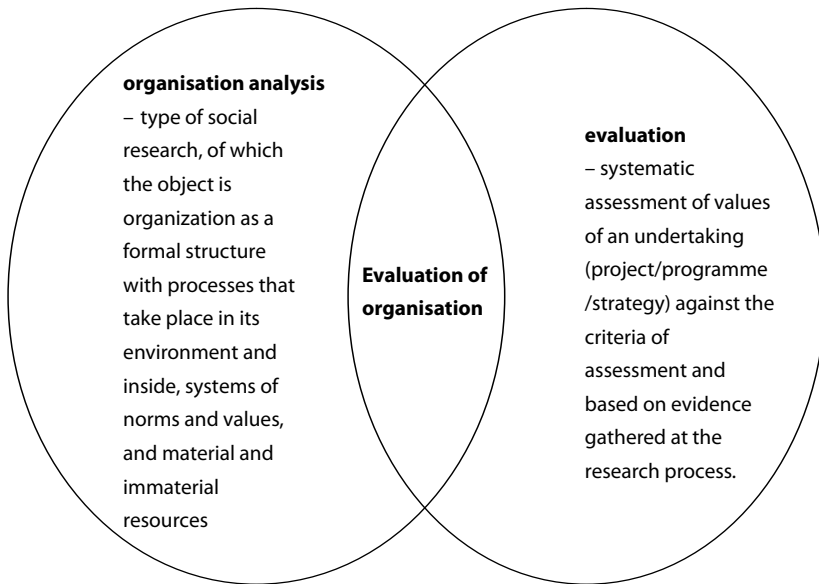 organisation analysis
– type of social
research, of which
the object is
organization as a
formal structure
with processes that
take place in its
environment and
inside, systems of
norms and values,
and material and
immaterial
resources
Evaluation of
organisation
evaluation
– systematic
assessment of values
of an undertaking
(project/programme
/strategy) against the
criteria of
assessment and
based on evidence
gathered at the
research process.